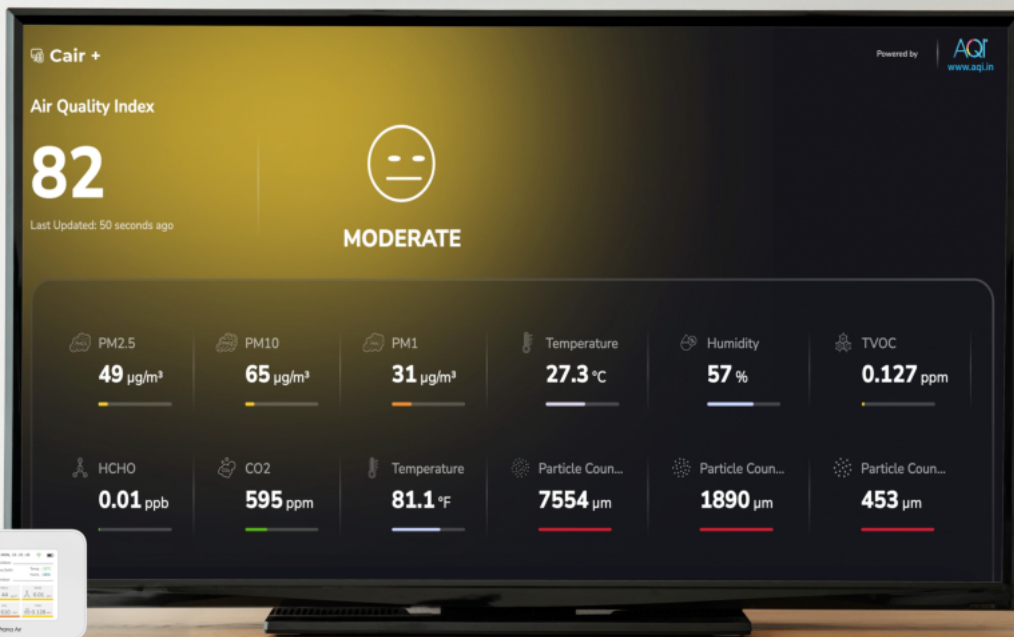 Cair +
Powered by
AQI
www.aqi.in
Air Quality Index
82
Last Updated: 50 seconds ago
MODERATE
PM2.5
49 µg/m³
PM10
65 µg/m³
PM1
31 µg/m³
Temperature
27.3 °C
Humidity
57 %
TVOC
0.127 ppm
HCHO
0.01 ppb
CO2
595 ppm
Temperature
81.1 °F
Particle Coun...
7554 µm
Particle Coun...
1890 µm
Particle Coun...
453 µm